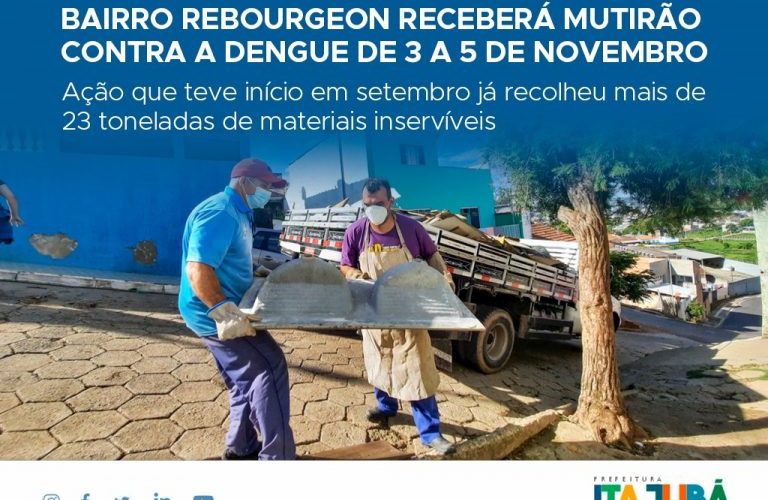 BAIRRO REBOURGEON RECEBERÁ MUTIRÃO
CONTRA A DENGUE DE 3 A 5 DE NOVEMBRO
Ação que teve início em setembro já recolheu mais de
23 toneladas de materiais inservíveis
PREFEITURA
ITAJUBÁ